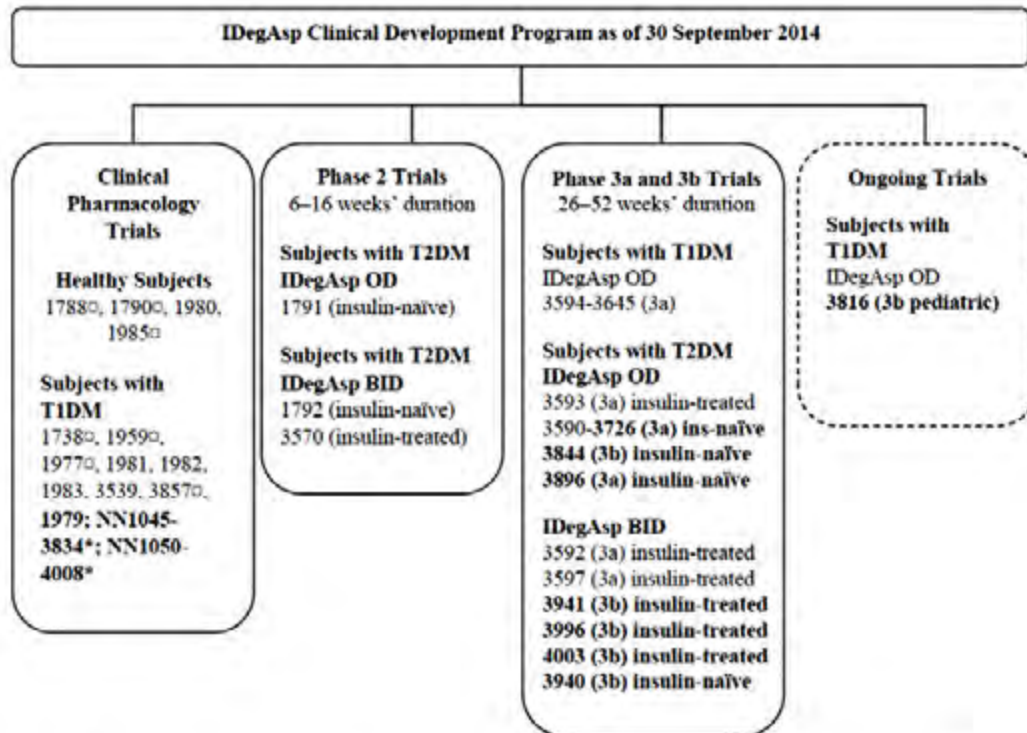 IDegAsp Clinical Development Program as of 30 September 2014
Clinical
Pharmacology
Trials
Healthy Subjects
1788¤, 1790¤, 1980,
1985¤
Subjects with
T1DM
1738¤, 1959¤,
1977¤, 1981, 1982,
1983, 3539, 3857¤,
1979; NN1045-
3834*; NN1050-
4008*
Phase 2 Trials
6–16 weeks' duration
Subjects with T2DM
IDegAsp OD
1791 (insulin-naïve)
Subjects with T2DM
IDegAsp BID
1792 (insulin-naïve)
3570 (insulin-treated)
Phase 3a and 3b Trials
26–52 weeks' duration
Subjects with T1DM
IDegAsp OD
3594-3645 (3a)
Subjects with T2DM
IDegAsp OD
3593 (3a) insulin-treated
3590-3726 (3a) ins-naïve
3844 (3b) insulin-naïve
3896 (3a) insulin-naïve
IDegAsp BID
3592 (3a) insulin-treated
3597 (3a) insulin-treated
3941 (3b) insulin-treated
3996 (3b) insulin-treated
4003 (3b) insulin-treated
3940 (3b) insulin-naïve
Ongoing Trials
Subjects with
T1DM
IDegAsp OD
3816 (3b pediatric)